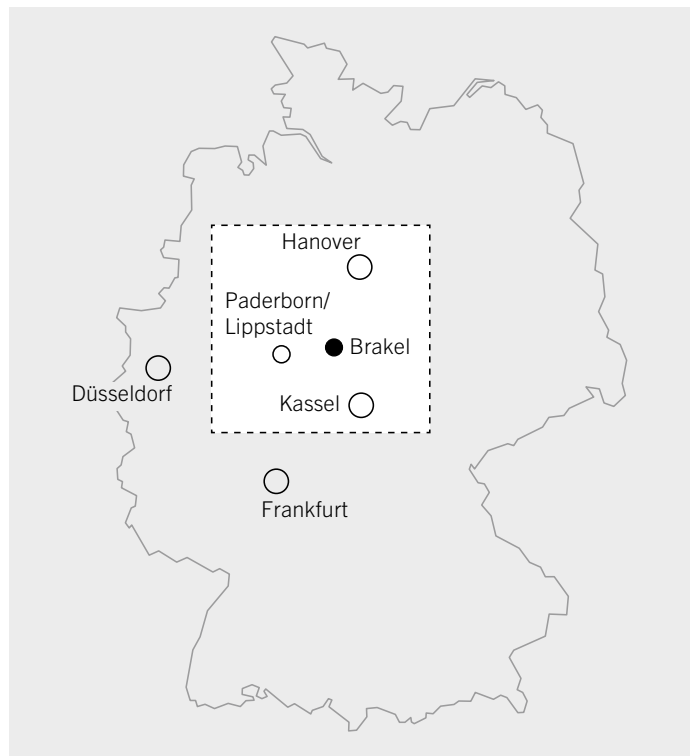 Hanover
Paderborn/
Lippstadt
Brakel
Düsseldorf
Kassel
Frankfurt